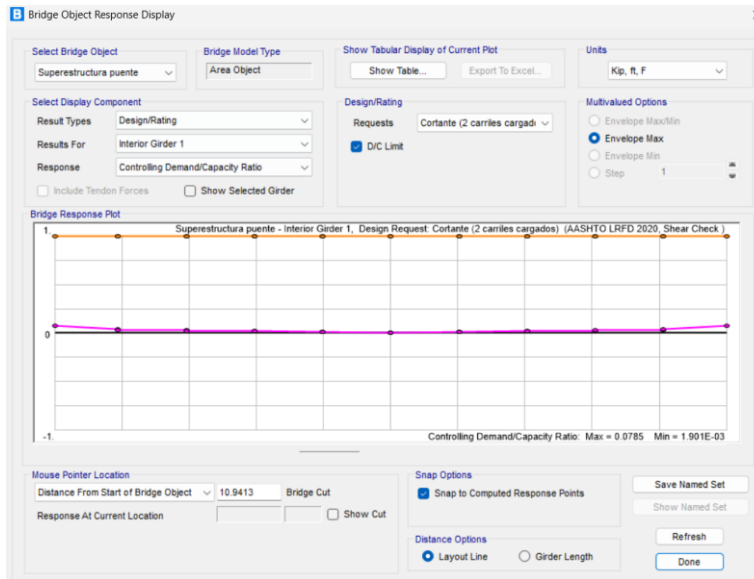 B Bridge Object Response Display
Select Bridge Object
Superestructura puente
Bridge Model Type
Area Object
Show Tabular Display of Current Plot
Show Table...
Export To Excel...
Units
Kip, ft, F
Select Display Component
Result Types
Design/Rating
Results For
Interior Girder 1
Response
Controlling Demand/Capacity Ratio
Include Tendon Forces
Show Selected Girder
Design/Rating
Requests
Cortante (2 carriles cargad
D/C Limit
Multivalued Options
Envelope Max/Min
Envelope Max
Envelope Min
Step
1
Bridge Response Plot
1.
Superestructura puente - Interior Girder 1, Design Request: Cortante (2 carriles cargados) (AASHTO LRFD 2020, Shear Check )
0
-1.
Controlling Demand/Capacity Ratio: Max = 0.0785 Min = 1.901E-03
Mouse Pointer Location
Distance From Start of Bridge Object
10.9413
Bridge Cut
Response At Current Location
Show Cut
Snap Options
Snap to Computed Response Points
Distance Options
Layout Line
Girder Length
Save Named Set
Show Named Set
Refresh
Done